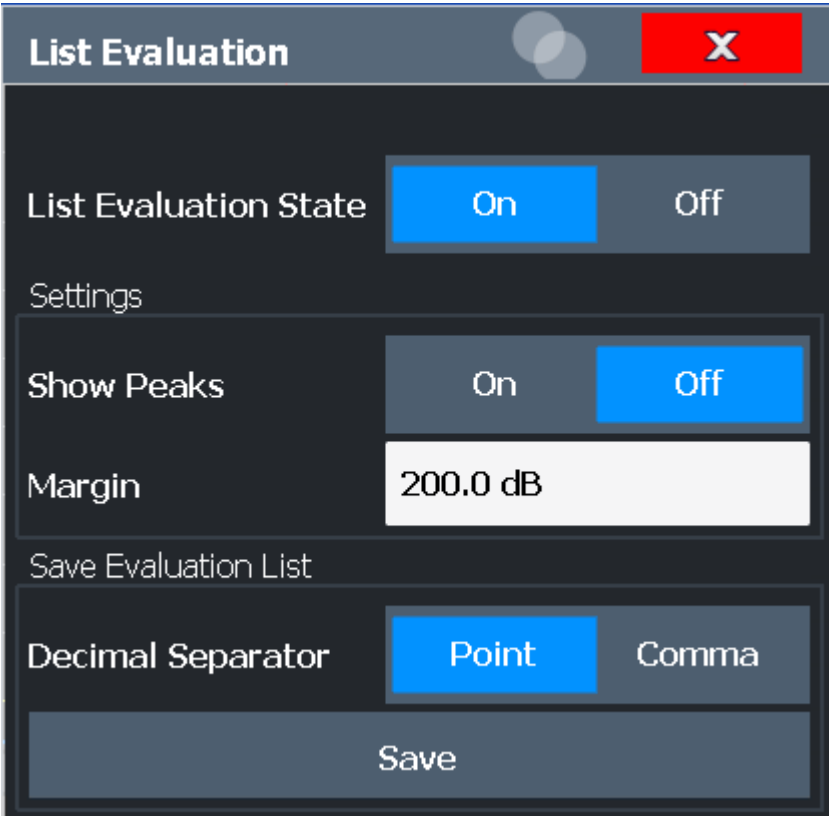 List Evaluation X
List Evaluation State On Off
Settings
Show Peaks On Off
Margin 200.0 dB
Save Evaluation List
Decimal Separator Point Comma
Save